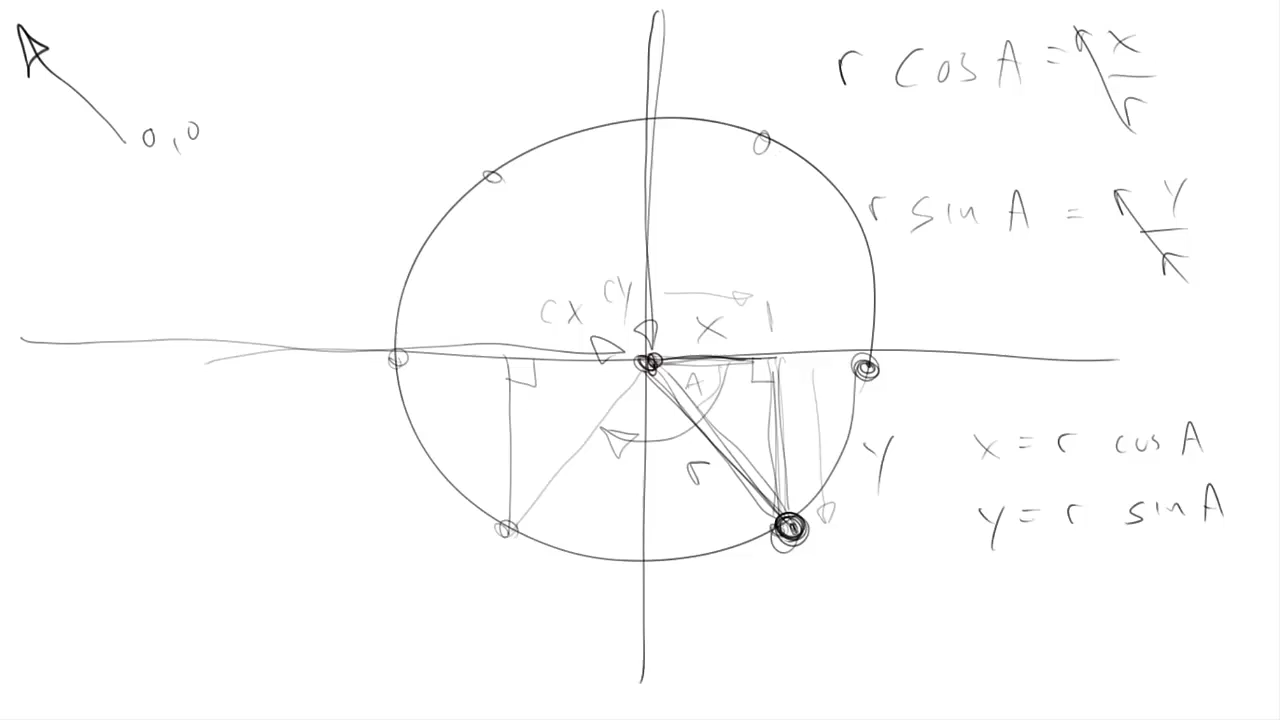 r cos A = r x/r
0,0
r sin A = r y/r
cx cy
x
A
r
y
x = r cos A
y = r sin A